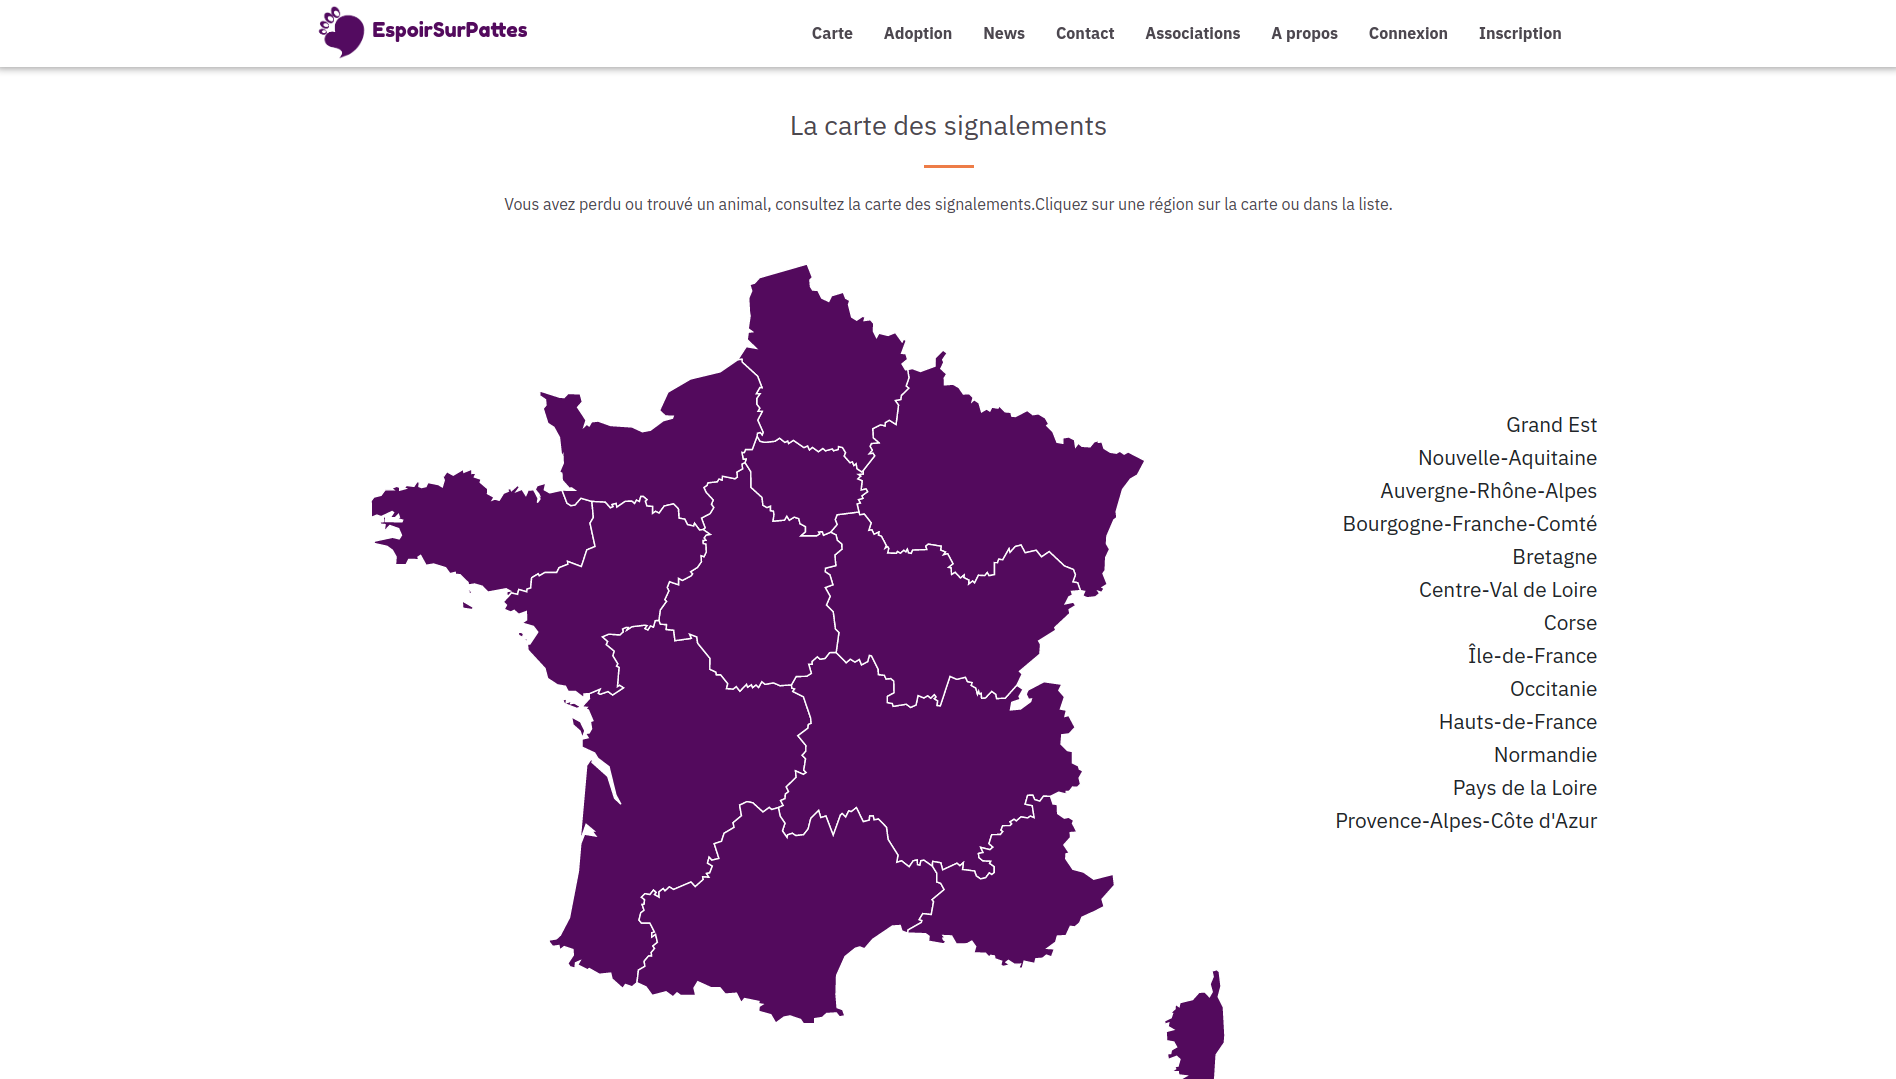 EspoirSurPattes
Carte Adoption News Contact Associations A propos Connexion Inscription
La carte des signalements
Vous avez perdu ou trouvé un animal, consultez la carte des signalements.Cliquez sur une région sur la carte ou dans la liste.
Grand Est
Nouvelle-Aquitaine
Auvergne-Rhône-Alpes
Bourgogne-Franche-Comté
Bretagne
Centre-Val de Loire
Corse
Île-de-France
Occitanie
Hauts-de-France
Normandie
Pays de la Loire
Provence-Alpes-Côte d'Azur